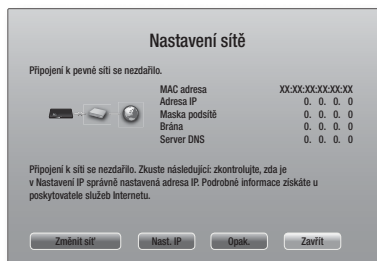 Nastavení sítě
Připojení k pevné síti se nezdařilo.
MAC adresa XX:XX:XX:XX:XX:XX
Adresa IP 0. 0. 0. 0
Maska podsítě 0. 0. 0. 0
Brána 0. 0. 0. 0
Server DNS 0. 0. 0. 0
Připojení k síti se nezdařilo. Zkuste následující: zkontrolujte, zda je
v Nastavení IP správně nastavená adresa IP. Podrobné informace získáte u
poskytovatele služeb Internetu.
Změnit síť Nast. IP Opak. Zavřít